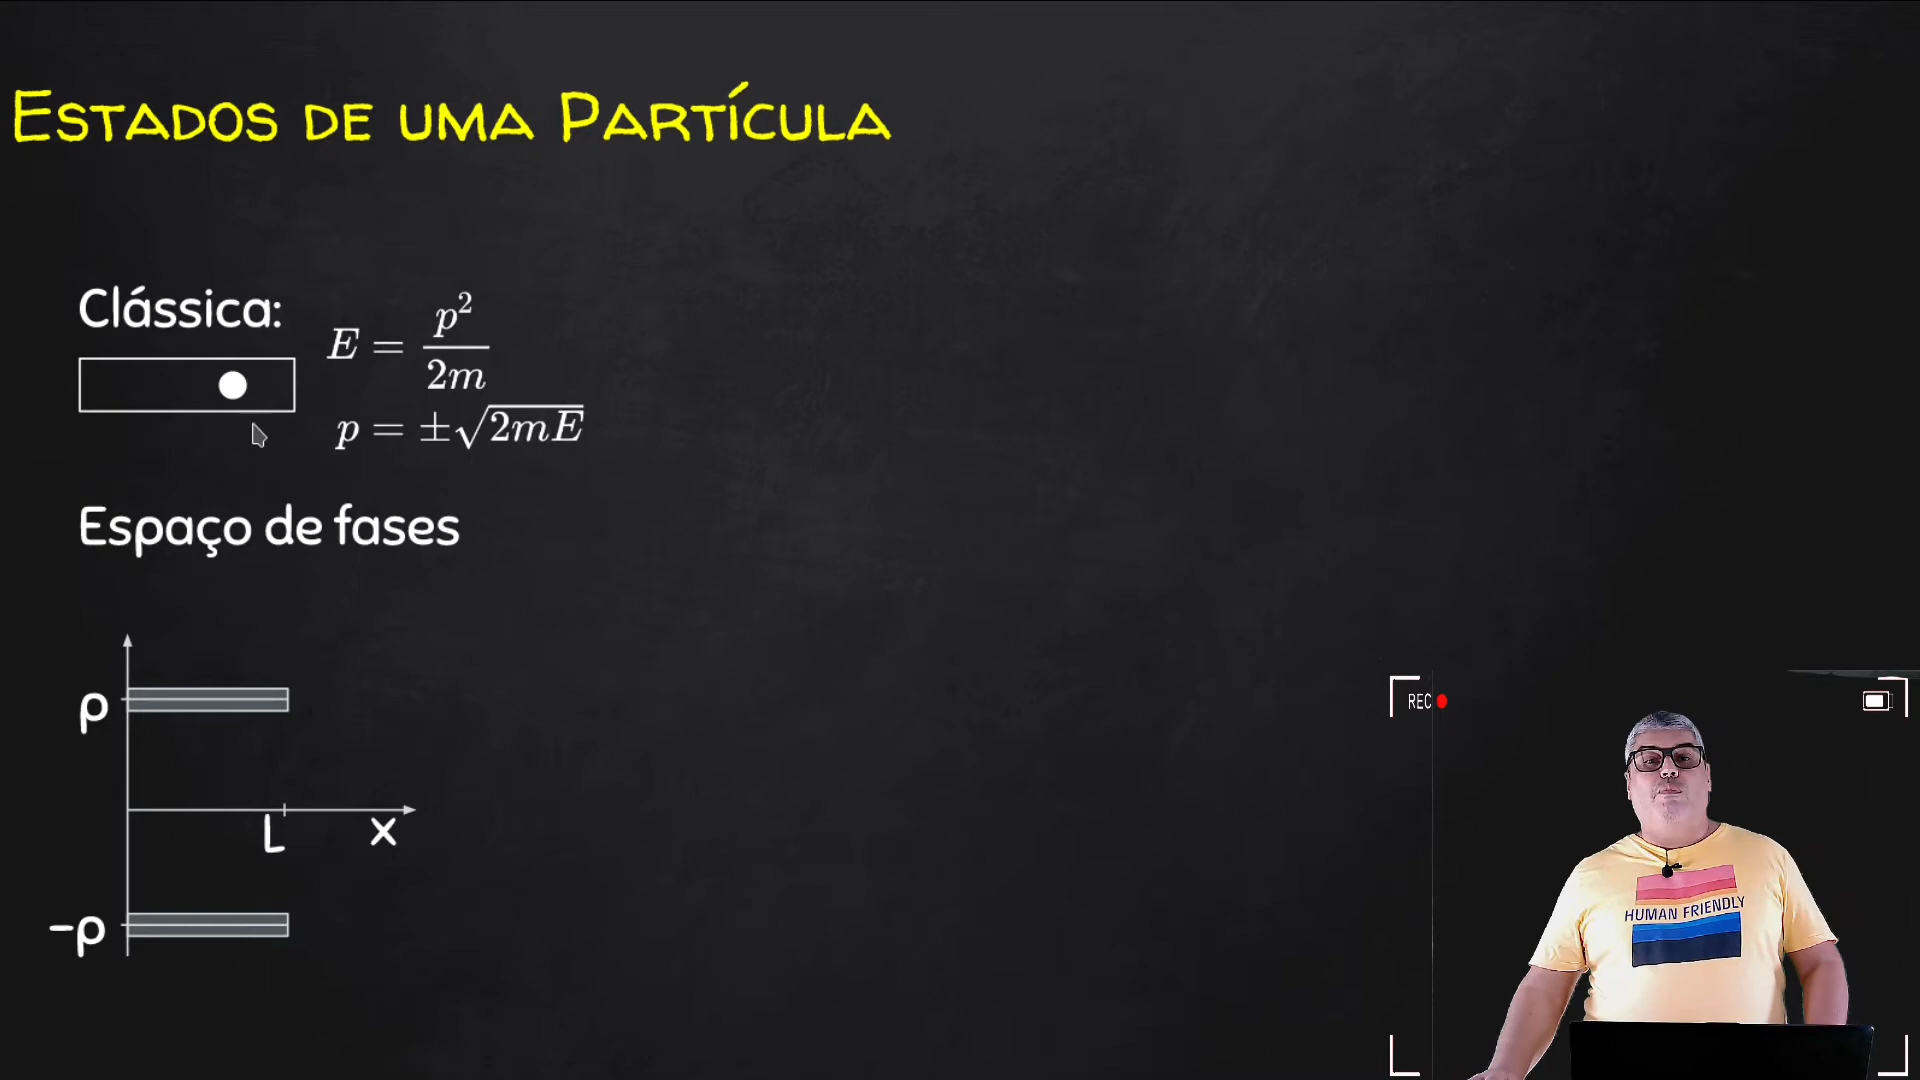 Estados de uma Partícula
Clássica:
E = p²/2m
p = ±√2mE
Espaço de fases
p
L x
-p
REC
HUMAN FRIENDLY